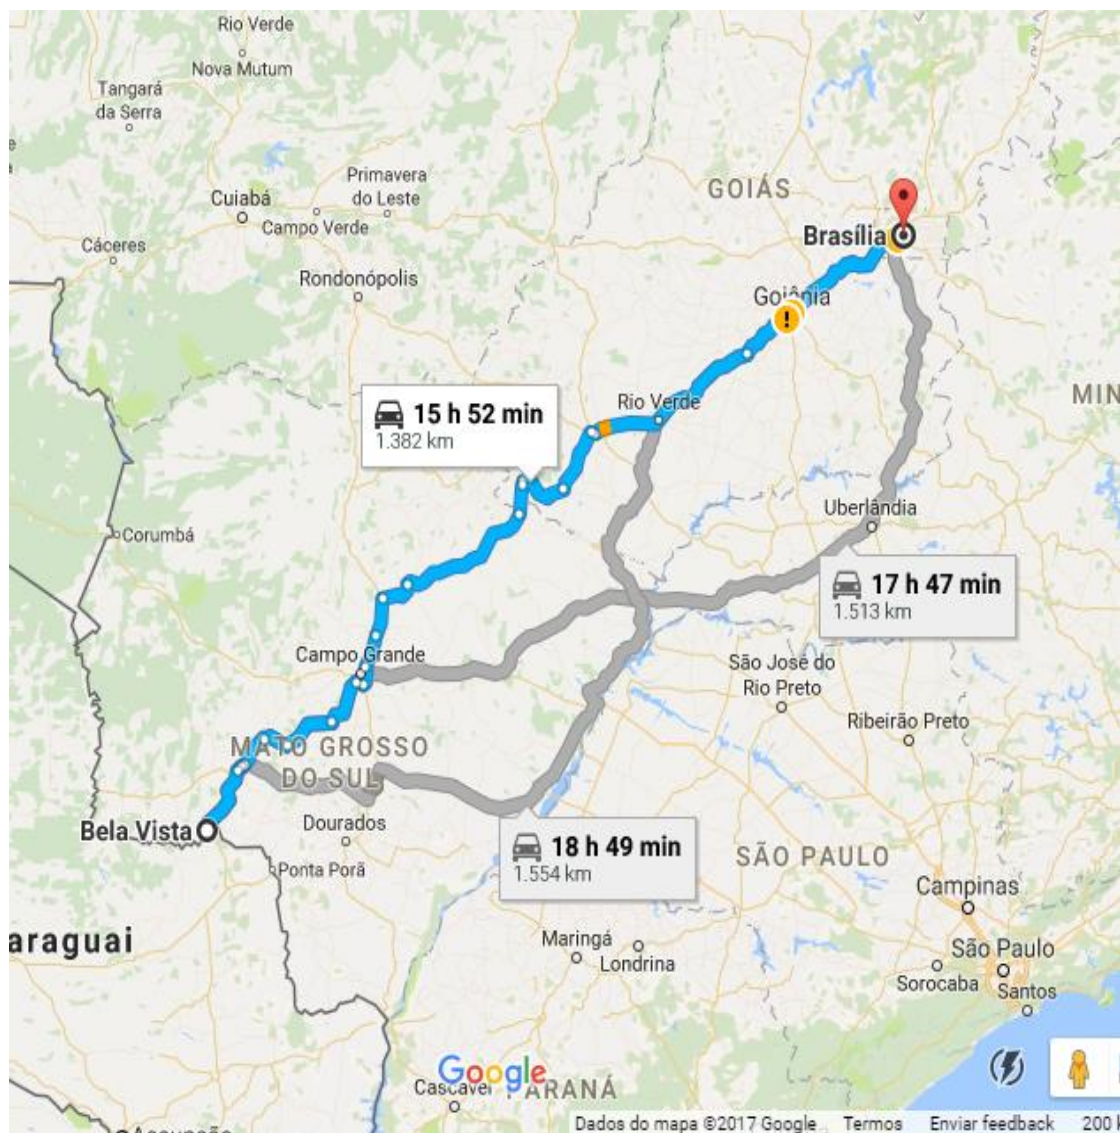 Rio Verde
Nova Mutum
Tangará
da Serra
Primavera
do Leste
GOIÁS
Cuiabá
Campo Verde
Brasília
Cáceres
Rondonópolis
Goiânia
MIN
15 h 52 min
1.382 km
Rio Verde
Uberlândia
Corumbá
17 h 47 min
1.513 km
Campo Grande
São José do
Rio Preto
Ribeirão Preto
MATO GROSSO
DO SUL
Bela Vista
Dourados
18 h 49 min
1.554 km
SÃO PAULO
Ponta Porã
Campinas
araguai
Maringá
Londrina
São Paulo
Sorocaba
Santos
Google
Cascavel
PARANÁ
Dados do mapa ©2017 Google Termos Enviar feedback 200